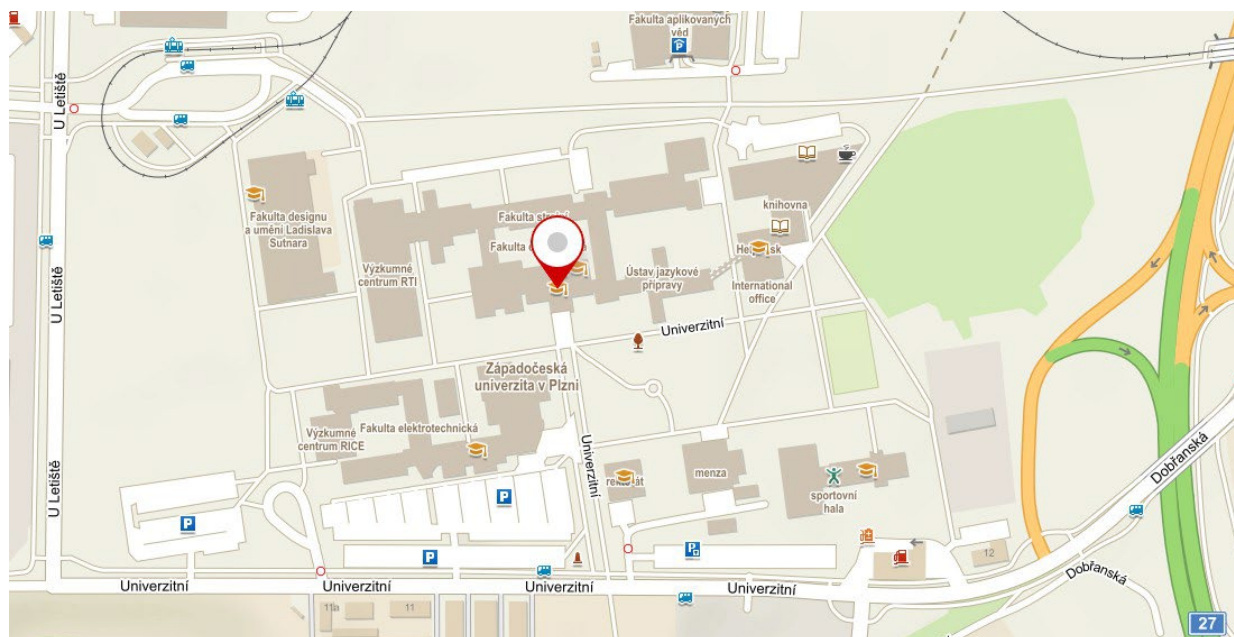 Fakulta aplikovaných
věd
P
U Letiště
knihovna
Fakulta designu
a umění Ladislava
Sutnara
Fakulta
Fakulta
Výzkumné
centrum RTI
Ústav jazykové
přípravy
International
office
U Letiště
Univerzitní
Západočeská
univerzita v Plzni
Fakulta elektrotechnická
Výzkumné
centrum RICE
Univerzitní
menza
sportovní
hala
Dobřanská
U Letiště
P
P
P
P
12
Dobřanská
Univerzitní
Univerzitní
Univerzitní
Univerzitní
11a
11
27